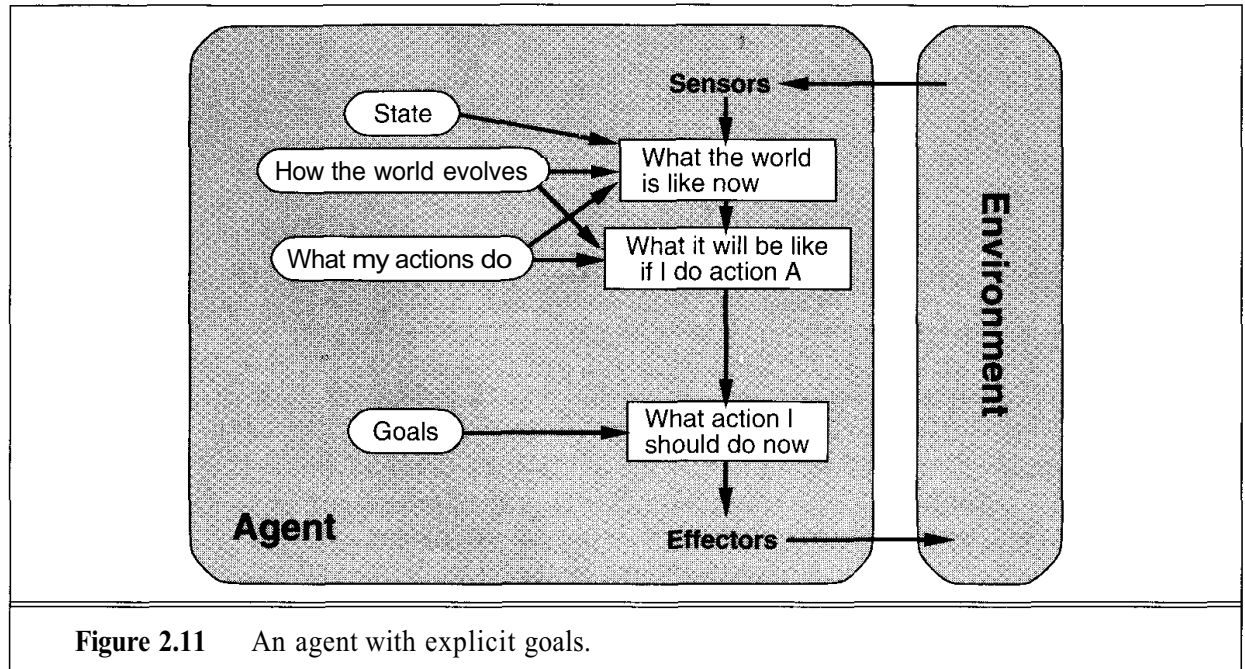 Sensors
State
What the world
is like now
How the world evolves
What my actions do
What it will be like
if I do action A
Environment
Goals
What action I
should do now
Agent
Effectors
Figure 2.11 An agent with explicit goals.